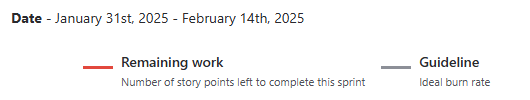 Date - January 31st, 2025 - February 14th, 2025
Remaining work
Number of story points left to complete this sprint
Guideline
Ideal burn rate